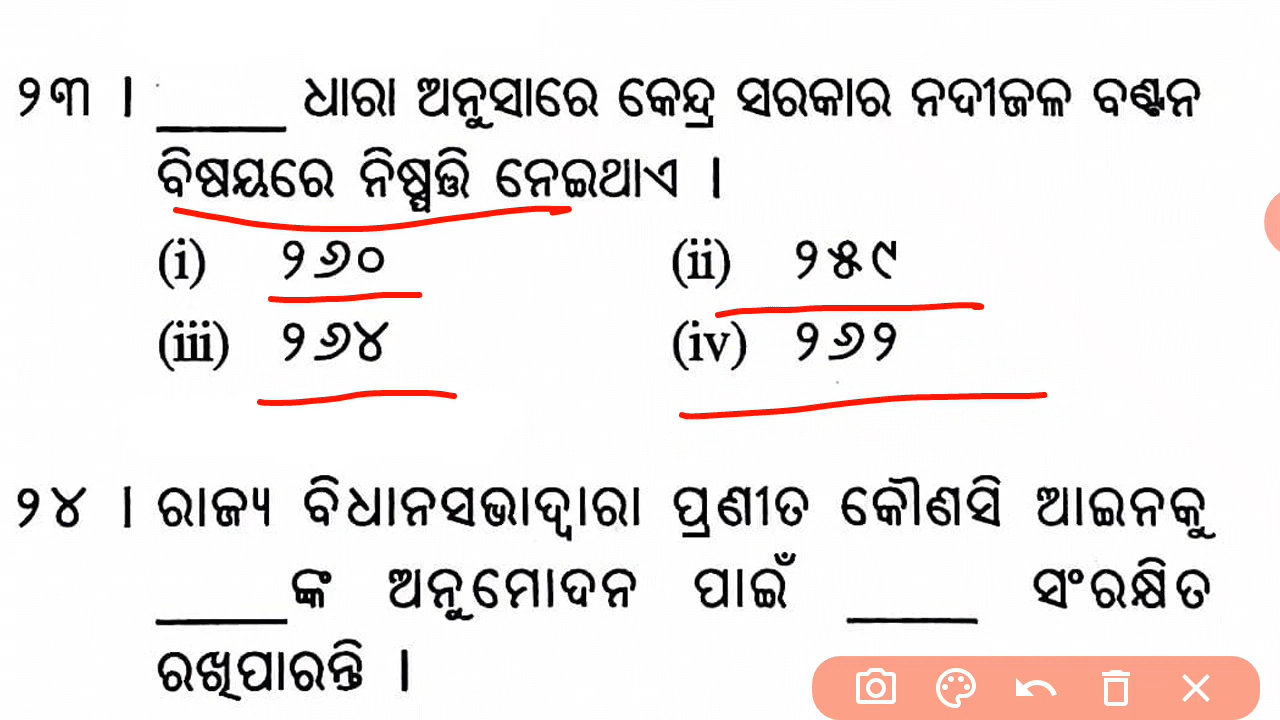 ୨୩ । ____ ଧାରା ଅନୁସାରେ କେନ୍ଦ୍ର ସରକାର ନଦୀଜଳ ବଣ୍ଟନ
ବିଷୟରେ ନିଷ୍ପତ୍ତି ନେଇଥାଏ ।
(i) ୨୬୦ (ii) ୨୫୯
(iii) ୨୬୪ (iv) ୨୬୨
୨୪ । ରାଜ୍ୟ ବିଧାନସଭାଦ୍ୱାରା ପ୍ରଣୀତ କୌଣସି ଆଇନକୁ
____ଙ୍କ ଅନୁମୋଦନ ପାଇଁ ____ ସଂରକ୍ଷିତ
ରଖିପାରନ୍ତି ।